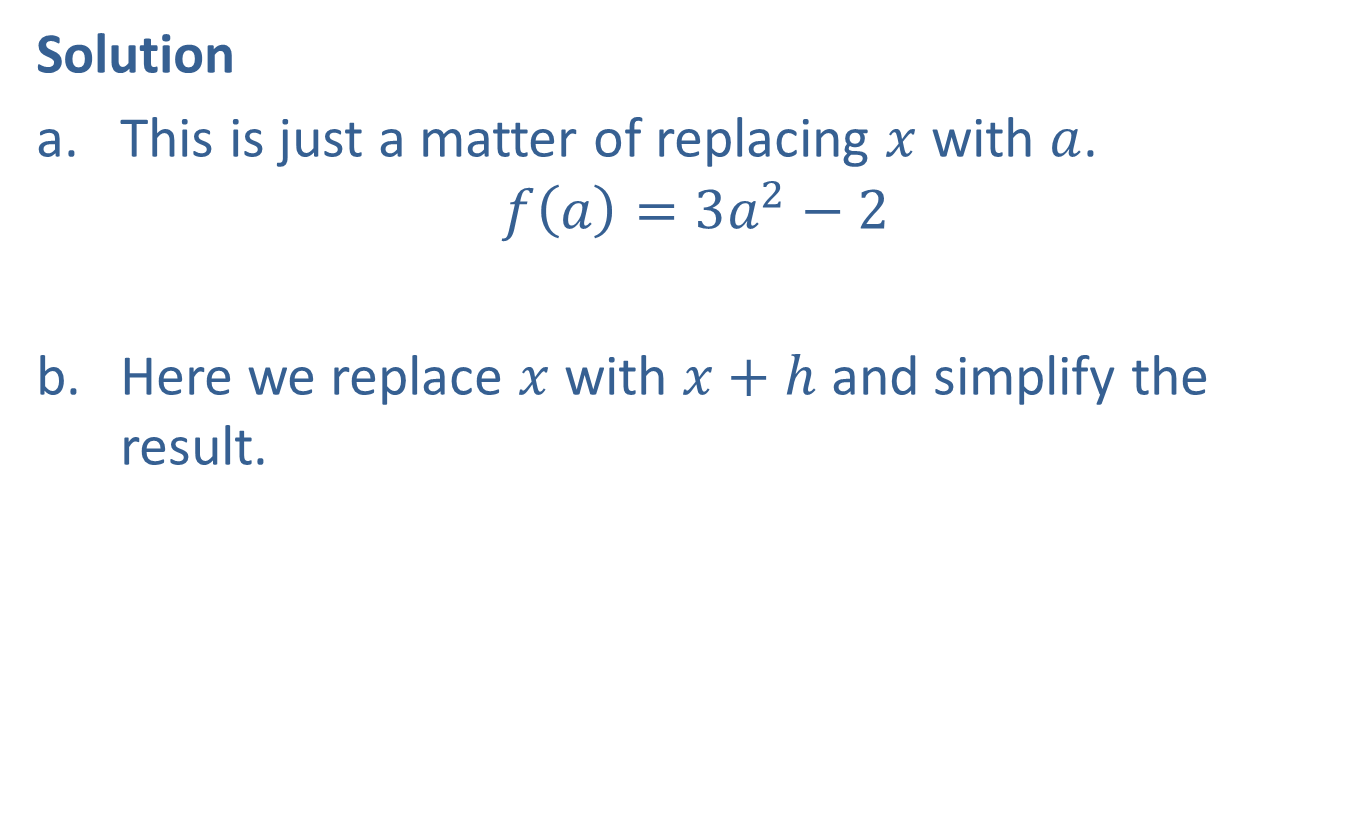 Solution
a. This is just a matter of replacing x with a.
f(a) = 3a² − 2
b. Here we replace x with x + h and simplify the
result.